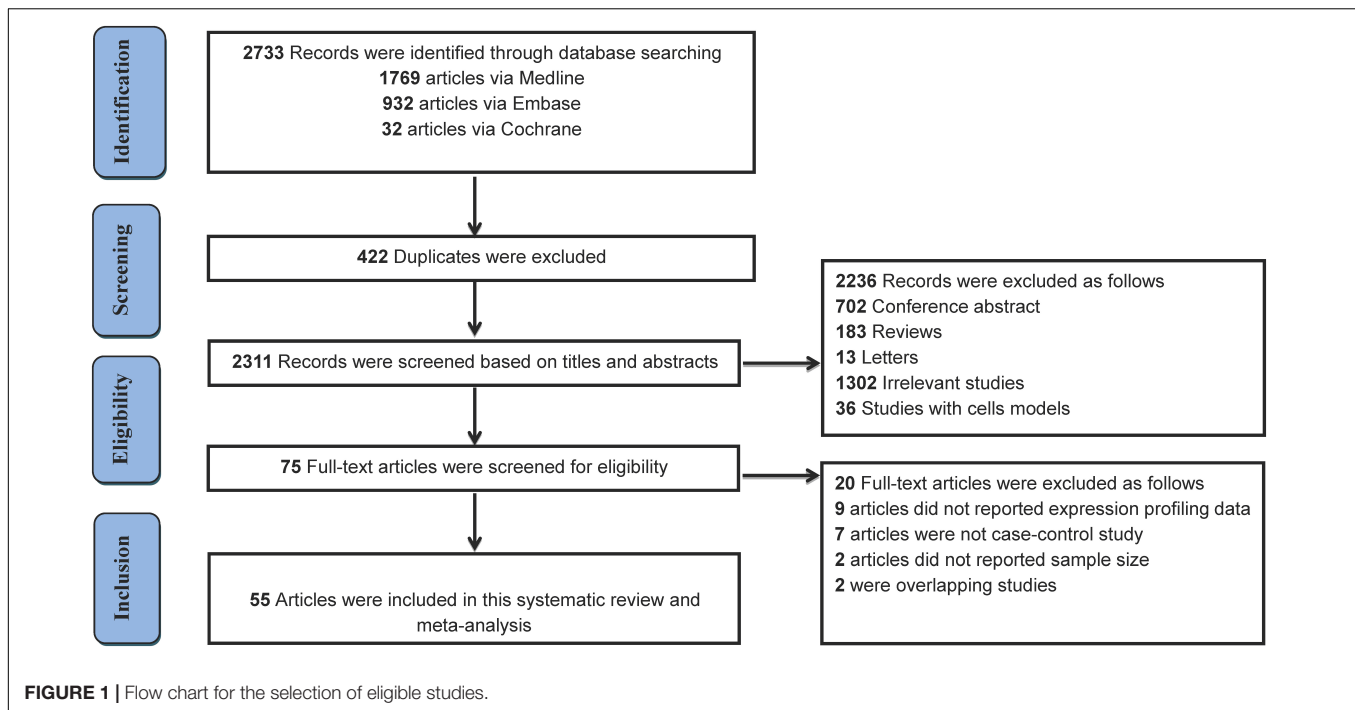 Identification
2733 Records were identified through database searching
1769 articles via Medline
932 articles via Embase
32 articles via Cochrane
Screening
422 Duplicates were excluded
2311 Records were screened based on titles and abstracts
2236 Records were excluded as follows
702 Conference abstract
183 Reviews
13 Letters
1302 Irrelevant studies
36 Studies with cells models
Eligibility
75 Full-text articles were screened for eligibility
20 Full-text articles were excluded as follows
9 articles did not reported expression profiling data
7 articles were not case-control study
2 articles did not reported sample size
2 were overlapping studies
Inclusion
55 Articles were included in this systematic review and
meta-analysis
FIGURE 1 | Flow chart for the selection of eligible studies.